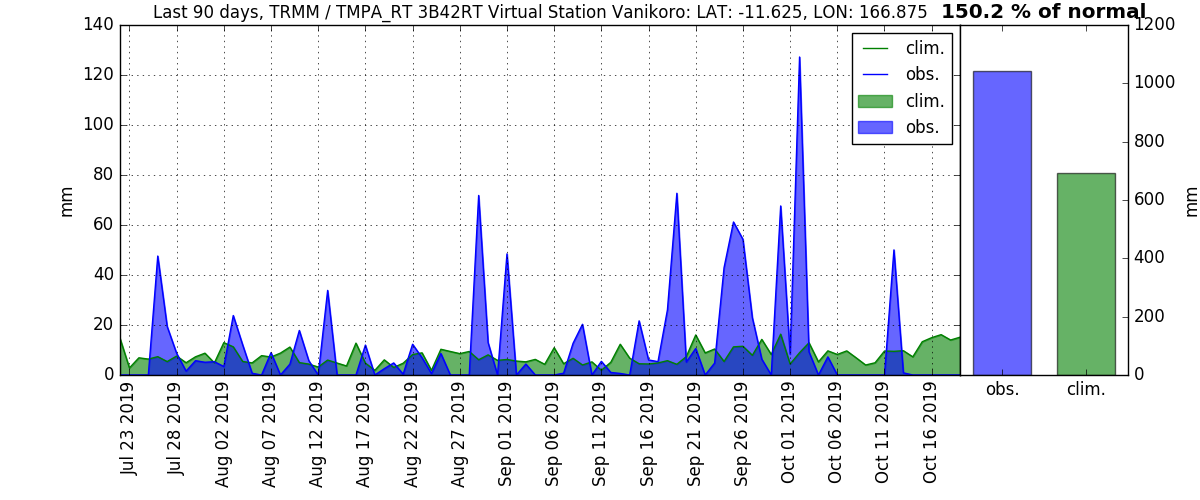 Last 90 days, TRMM / TMPA_RT 3B42RT Virtual Station Vanikoro: LAT: -11.625, LON: 166.875 150.2 % of normal
140
120
100
80
60
40
20
0
mm
clim.
obs.
clim.
obs.
1200
1000
800
600
400
200
0
mm
Jul 23 2019
Jul 28 2019
Aug 02 2019
Aug 07 2019
Aug 12 2019
Aug 17 2019
Aug 22 2019
Aug 27 2019
Sep 01 2019
Sep 06 2019
Sep 11 2019
Sep 16 2019
Sep 21 2019
Sep 26 2019
Oct 01 2019
Oct 06 2019
Oct 11 2019
Oct 16 2019
obs.
clim.